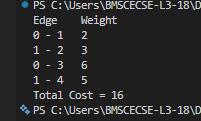 PS C:\Users\BMSCECSE-L3-18\D
Edge    Weight
0 - 1   2
1 - 2   3
0 - 3   6
1 - 4   5
Total Cost = 16
PS C:\Users\BMSCECSE-L3-18\D